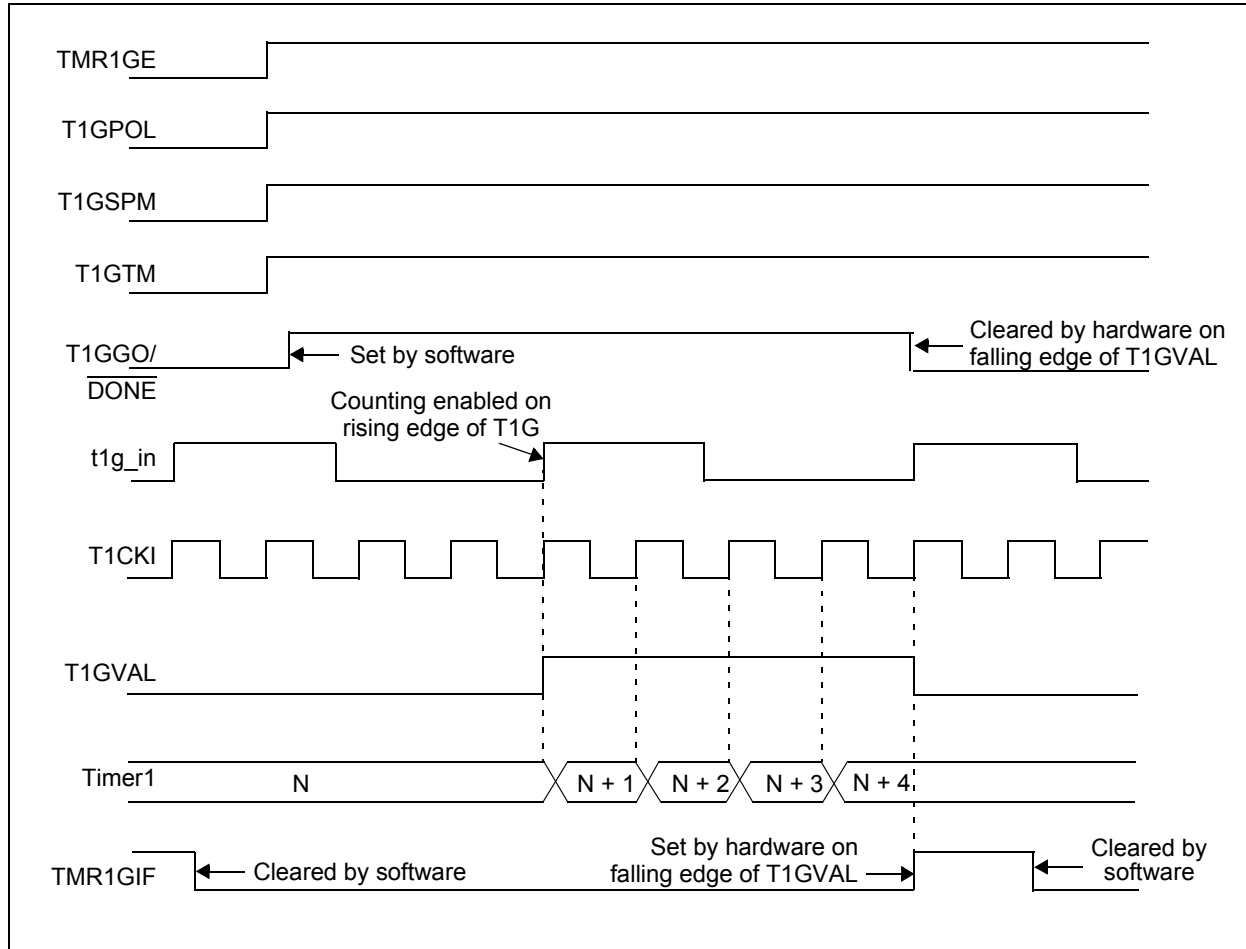 TMR1GE
T1GPOL
T1GSPM
T1GTM
T1GGO/
DONE
Set by software
Cleared by hardware on
falling edge of T1GVAL
Counting enabled on
rising edge of T1G
t1g_in
T1CKI
T1GVAL
Timer1
N
N + 1
N + 2
N + 3
N + 4
TMR1GIF
Cleared by software
Set by hardware on
falling edge of T1GVAL
Cleared by
software